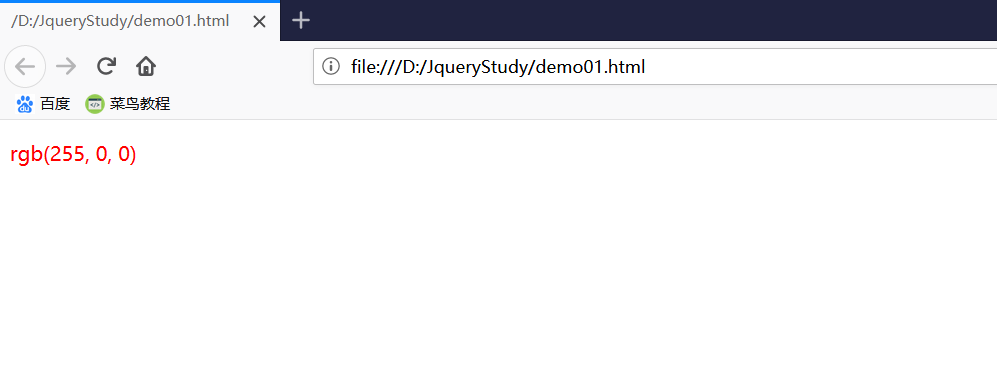 /D:/JqueryStudy/demo01.html
file:///D:/JqueryStudy/demo01.html
百度 菜鸟教程
rgb(255, 0, 0)